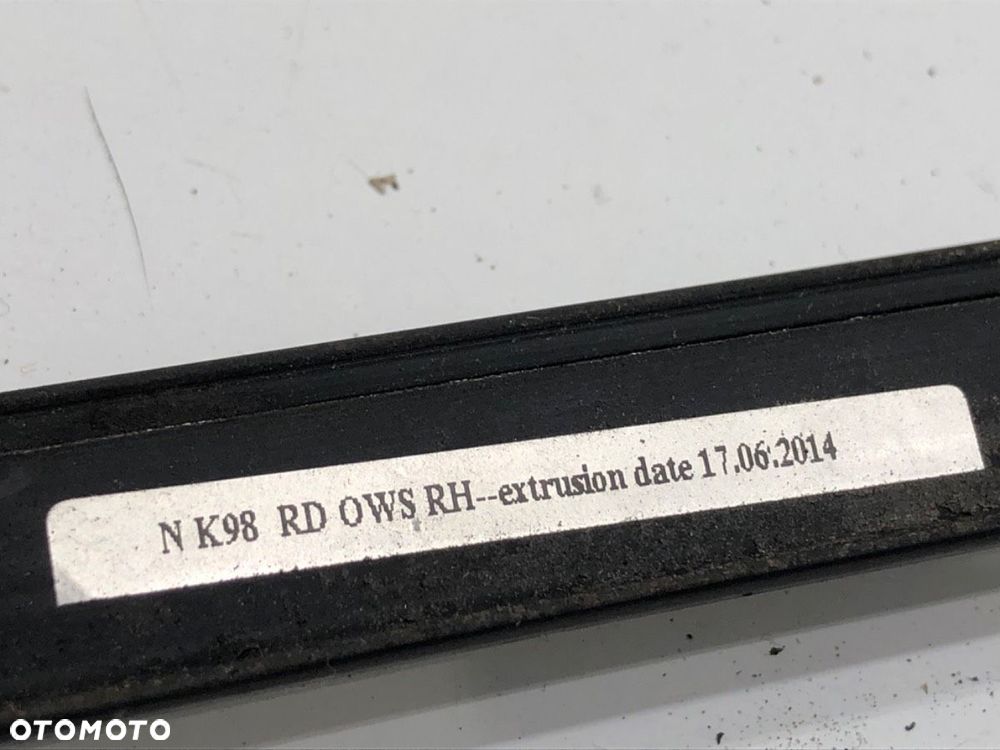 N K98 RD OWS RH--extrusion date 17.06.2014
OTOMOTO